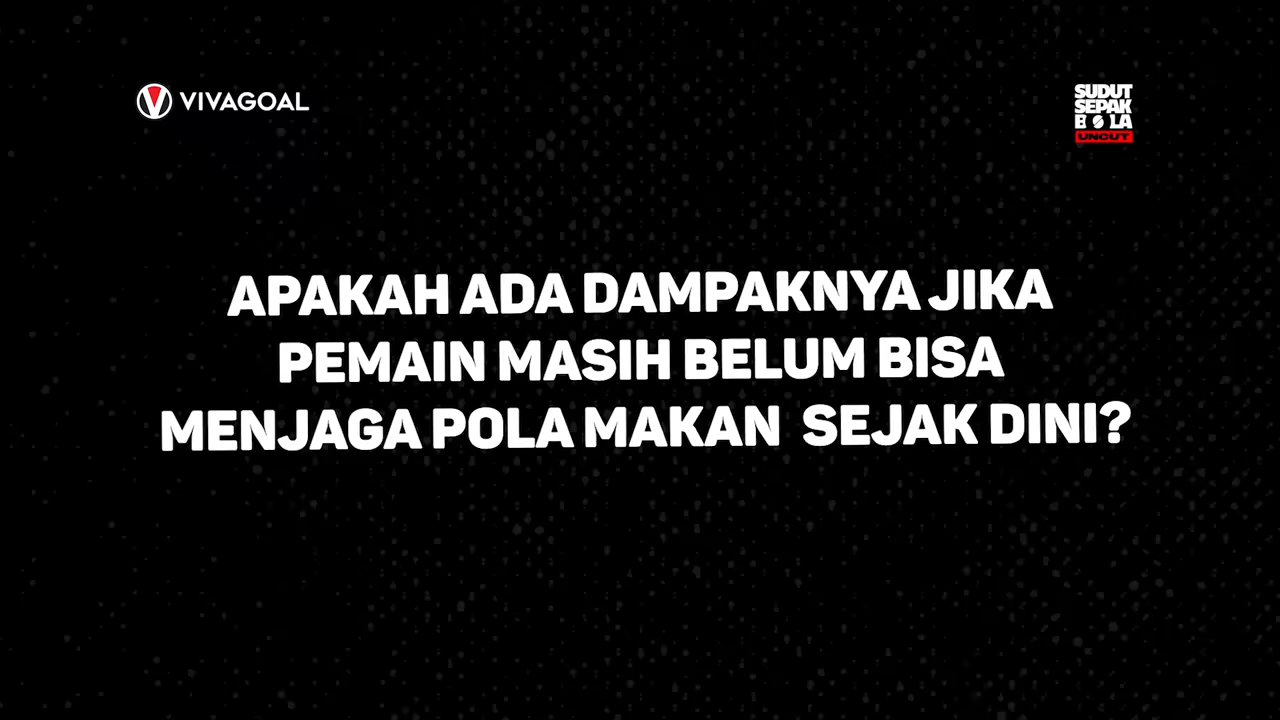 VIVAGOAL
SUDUT
SEPAK
BOLA
UNCUT
APAKAH ADA DAMPAKNYA JIKA
PEMAIN MASIH BELUM BISA
MENJAGA POLA MAKAN SEJAK DINI?